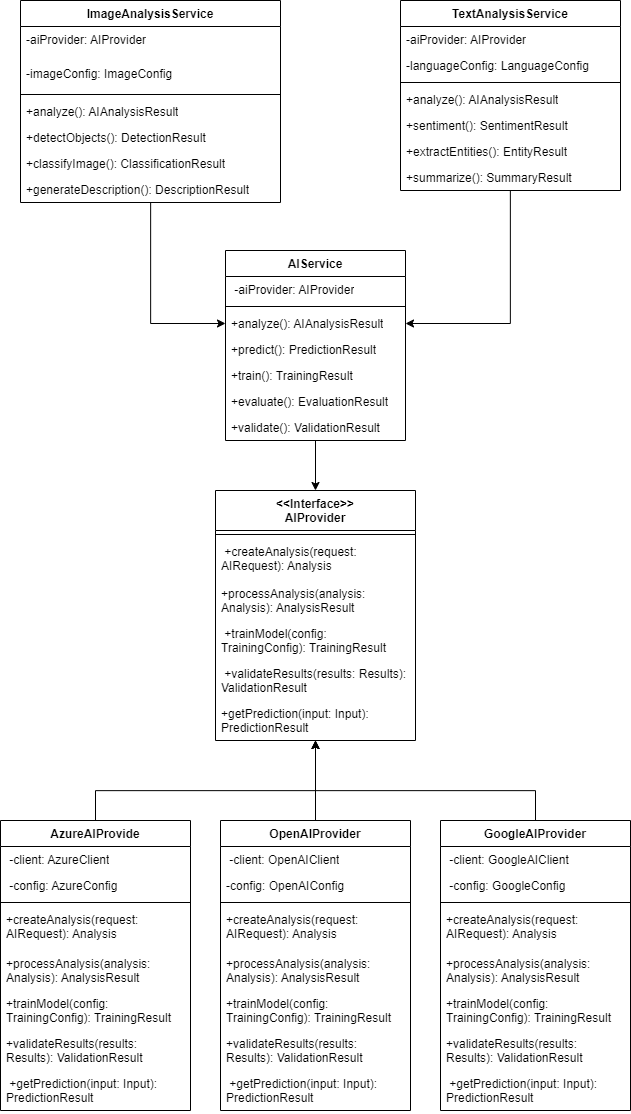 ImageAnalysisService
-aiProvider: AIProvider
-imageConfig: ImageConfig
+analyze(): AIAnalysisResult
+detectObjects(): DetectionResult
+classifyImage(): ClassificationResult
+generateDescription(): DescriptionResult
TextAnalysisService
-aiProvider: AIProvider
-languageConfig: LanguageConfig
+analyze(): AIAnalysisResult
+sentiment(): SentimentResult
+extractEntities(): EntityResult
+summarize(): SummaryResult
AIService
-aiProvider: AIProvider
+analyze(): AIAnalysisResult
+predict(): PredictionResult
+train(): TrainingResult
+evaluate(): EvaluationResult
+validate(): ValidationResult
<<Interface>>
AIProvider
+createAnalysis(request:
AIRequest): Analysis
+processAnalysis(analysis:
Analysis): AnalysisResult
+trainModel(config:
TrainingConfig): TrainingResult
+validateResults(results: Results):
ValidationResult
+getPrediction(input: Input):
PredictionResult
AzureAIProvide
-client: AzureClient
-config: AzureConfig
+createAnalysis(request:
AIRequest): Analysis
+processAnalysis(analysis:
Analysis): AnalysisResult
+trainModel(config:
TrainingConfig): TrainingResult
+validateResults(results:
Results): ValidationResult
+getPrediction(input: Input):
PredictionResult
OpenAIProvider
-client: OpenAIClient
-config: OpenAIConfig
+createAnalysis(request:
AIRequest): Analysis
+processAnalysis(analysis:
Analysis): AnalysisResult
+trainModel(config:
TrainingConfig): TrainingResult
+validateResults(results:
Results): ValidationResult
+getPrediction(input: Input):
PredictionResult
GoogleAIProvider
-client: GoogleAIClient
-config: GoogleConfig
+createAnalysis(request:
AIRequest): Analysis
+processAnalysis(analysis:
Analysis): AnalysisResult
+trainModel(config:
TrainingConfig): TrainingResult
+validateResults(results:
Results): ValidationResult
+getPrediction(input: Input):
PredictionResult